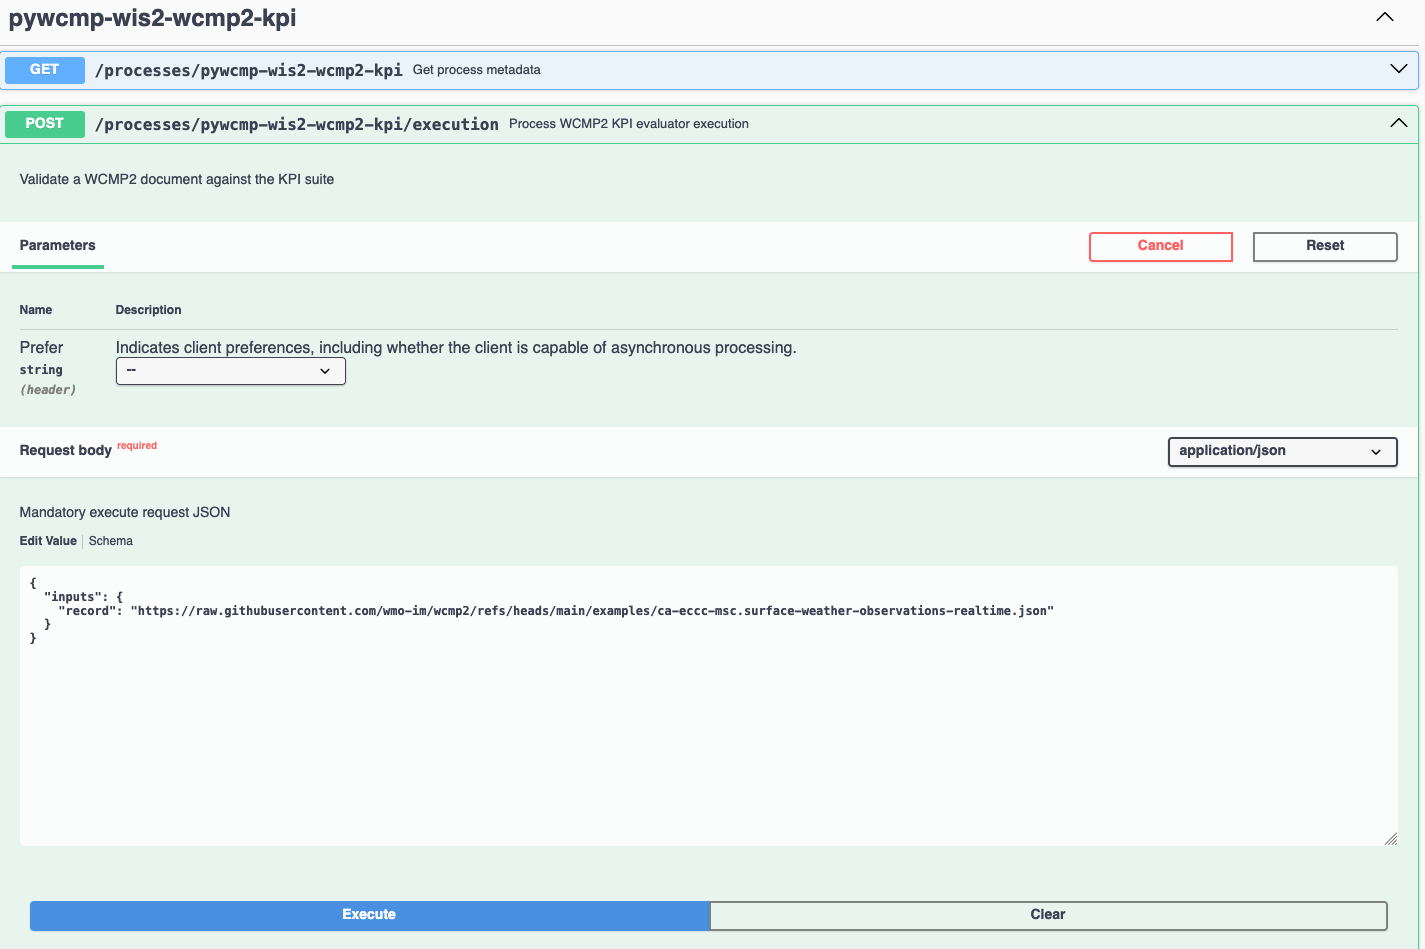 pywcmp-wis2-wcmp2-kpi
GET /processes/pywcmp-wis2-wcmp2-kpi Get process metadata
POST /processes/pywcmp-wis2-wcmp2-kpi/execution Process WCMP2 KPI evaluator execution
Validate a WCMP2 document against the KPI suite
Parameters Cancel Reset
Name Description
Prefer Indicates client preferences, including whether the client is capable of asynchronous processing.
string --
(header)
Request body required application/json
Mandatory execute request JSON
Edit Value Schema
{
  "inputs": {
    "record": "https://raw.githubusercontent.com/wmo-im/wcmp2/refs/heads/main/examples/ca-eccc-msc.surface-weather-observations-realtime.json"
  }
}
Execute Clear